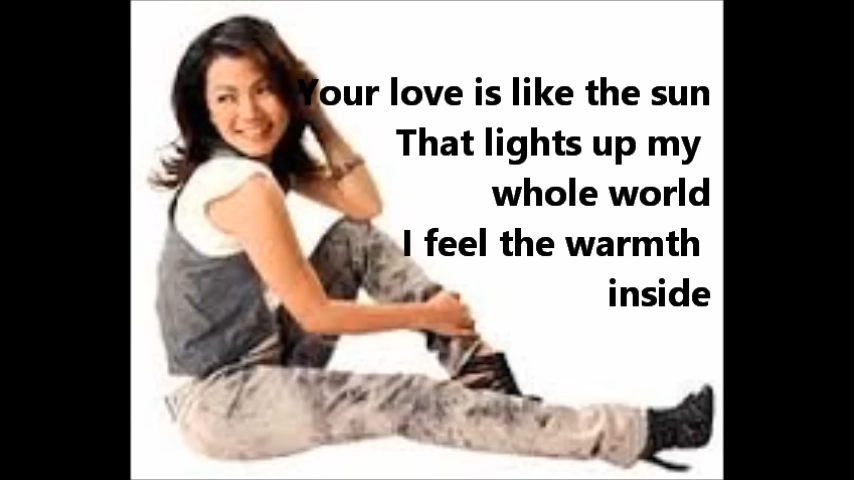 Your love is like the sun
That lights up my
whole world
I feel the warmth
inside